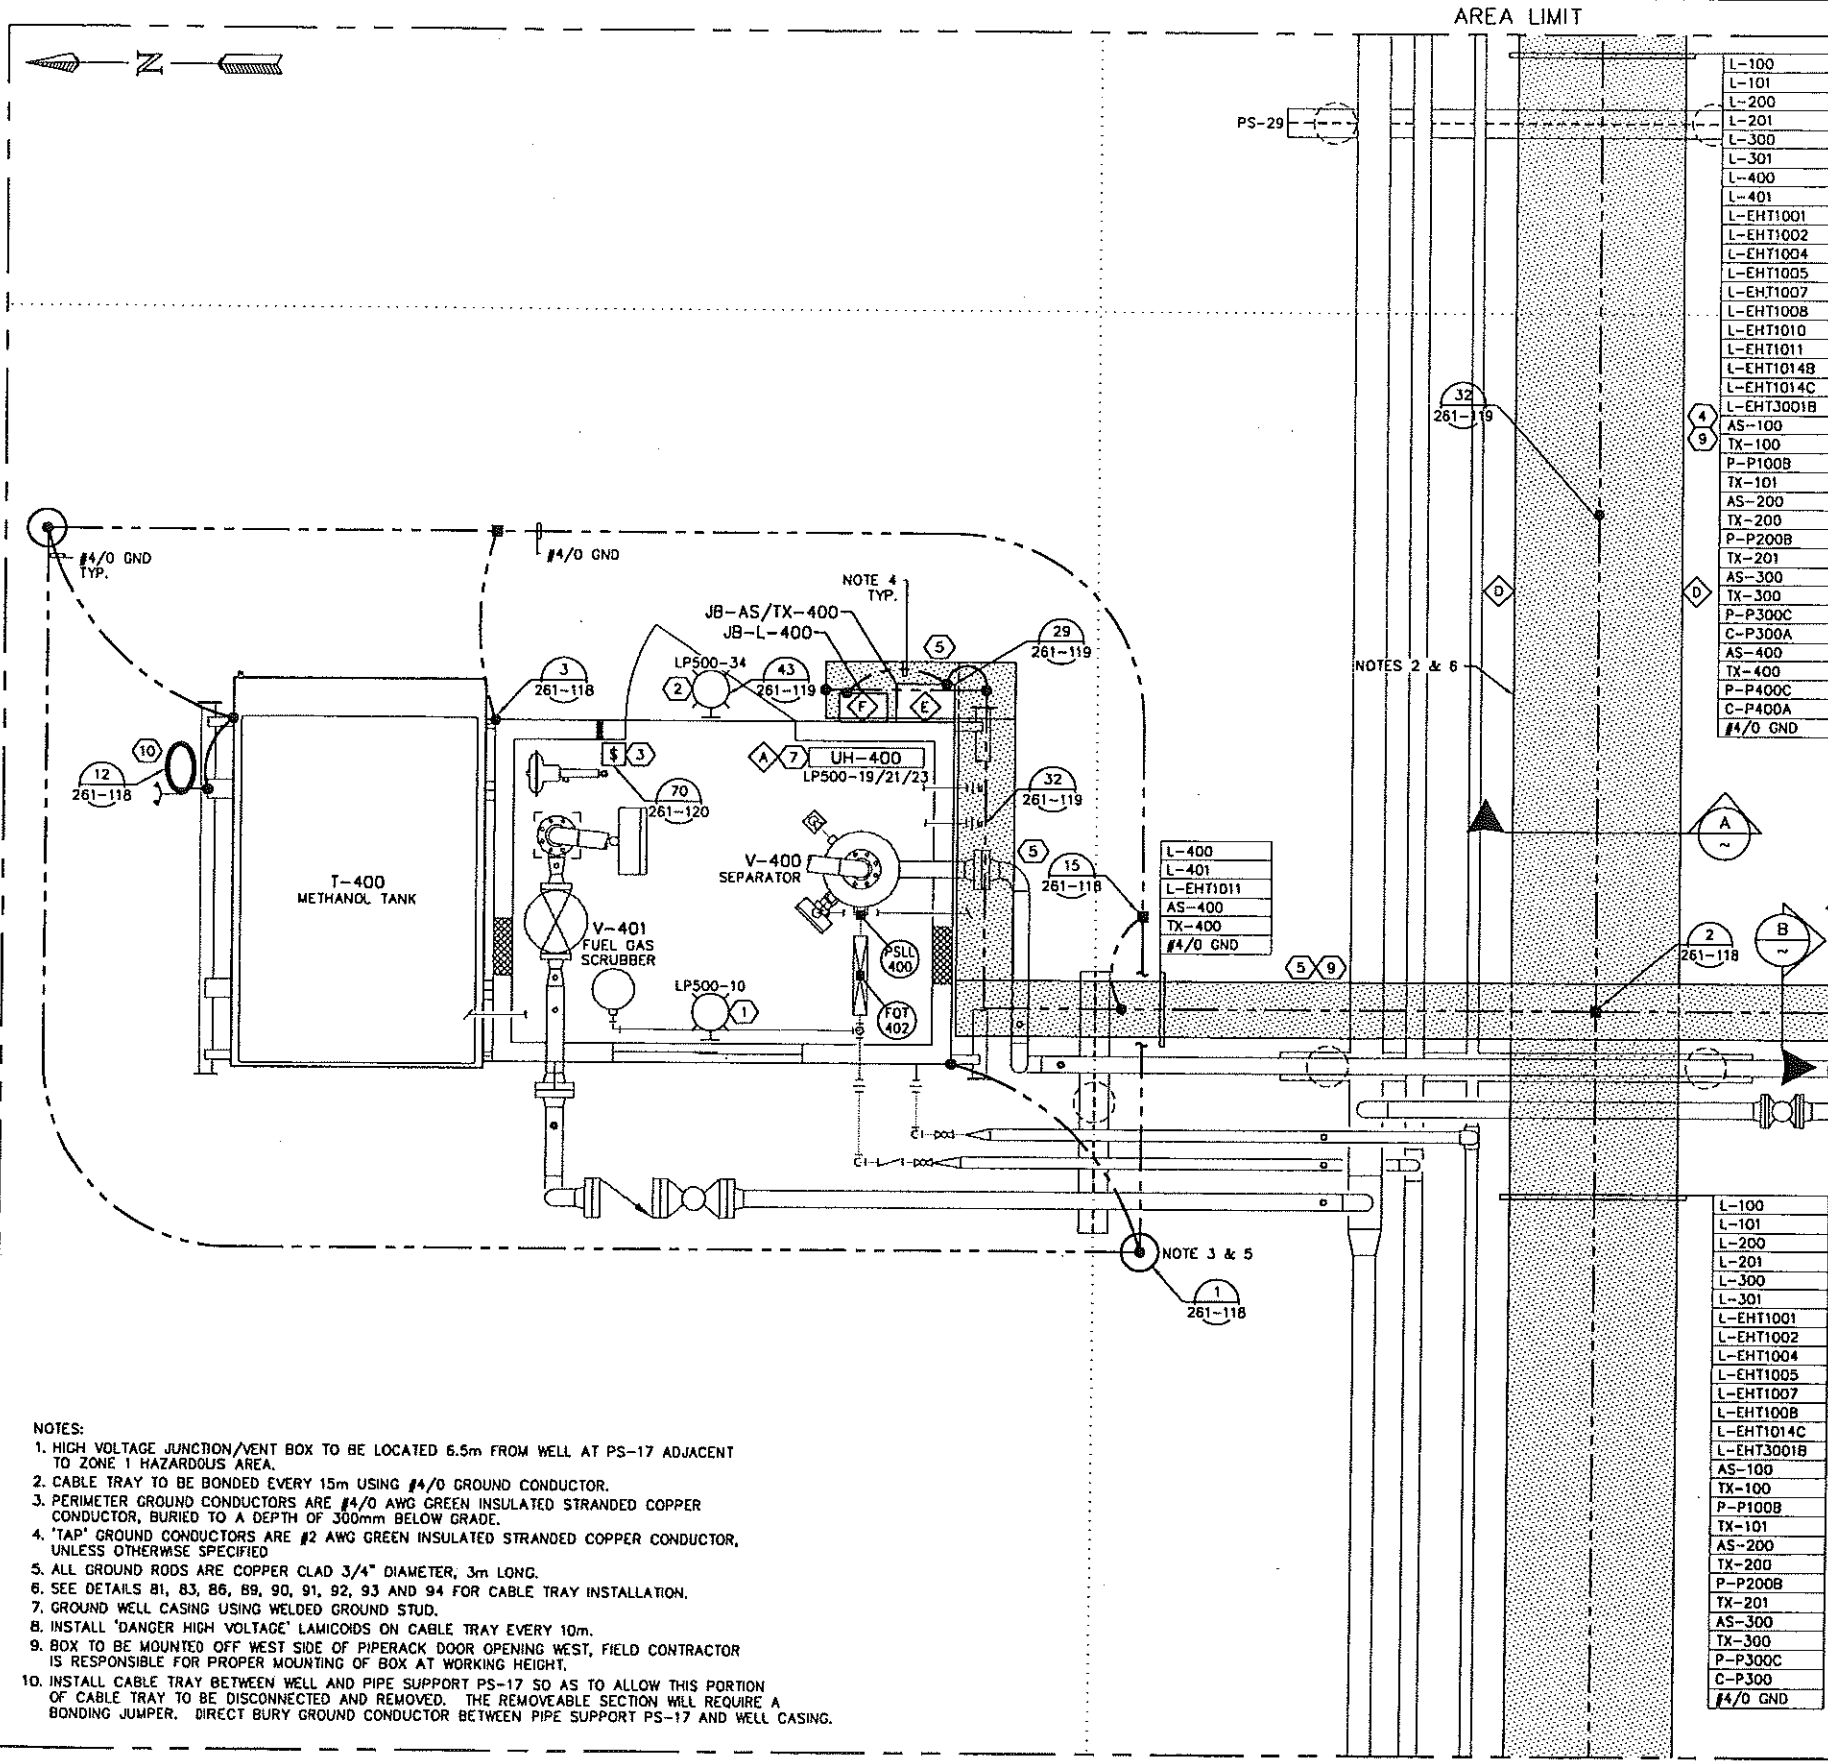 AREA LIMIT
N
PS-29
L-100
L-101
L-200
L-201
L-300
L-301
L-400
L-401
L-EHT1001
L-EHT1002
L-EHT1004
L-EHT1005
L-EHT1007
L-EHT1008
L-EHT1010
L-EHT1011
L-EHT1014B
L-EHT1014C
L-EHT3001B
AS-100
TX-100
P-P100B
TX-101
AS-200
TX-200
P-P200B
TX-201
AS-300
TX-300
P-P300C
C-P300A
AS-400
TX-400
P-P400C
C-P400A
#4/0 GND
4
9
32
261-119
D
D
NOTES 2 & 6
#4/0 GND
TYP.
#4/0 GND
NOTE 4
TYP.
JB-AS/TX-400
JB-L-400
5
29
261-119
3
261-118
LP500-34
2
43
261-119
F
E
10
12
261-118
$
3
A
7
UH-400
LP500-19/21/23
70
261-120
32
261-119
T-400
METHANOL TANK
V-400
SEPARATOR
5
15
261-118
L-400
L-401
L-EHT1011
AS-400
TX-400
#4/0 GND
A
~
B
~
2
261-118
V-401
FUEL GAS
SCRUBBER
PSLL
400
FQT
402
LP500-10
1
5
9
NOTE 3 & 5
1
261-118
L-100
L-101
L-200
L-201
L-300
L-301
L-EHT1001
L-EHT1002
L-EHT1004
L-EHT1005
L-EHT1007
L-EHT1008
L-EHT1014C
L-EHT3001B
AS-100
TX-100
P-P100B
TX-101
AS-200
TX-200
P-P200B
TX-201
AS-300
TX-300
P-P300C
C-P300
#4/0 GND
NOTES:
1. HIGH VOLTAGE JUNCTION/VENT BOX TO BE LOCATED 6.5m FROM WELL AT PS-17 ADJACENT
TO ZONE 1 HAZARDOUS AREA.
2. CABLE TRAY TO BE BONDED EVERY 15m USING #4/0 GROUND CONDUCTOR.
3. PERIMETER GROUND CONDUCTORS ARE #4/0 AWG GREEN INSULATED STRANDED COPPER
CONDUCTOR, BURIED TO A DEPTH OF 300mm BELOW GRADE.
4. 'TAP' GROUND CONDUCTORS ARE #2 AWG GREEN INSULATED STRANDED COPPER CONDUCTOR,
UNLESS OTHERWISE SPECIFIED
5. ALL GROUND RODS ARE COPPER CLAD 3/4" DIAMETER, 3m LONG.
6. SEE DETAILS 81, 83, 86, 89, 90, 91, 92, 93 AND 94 FOR CABLE TRAY INSTALLATION.
7. GROUND WELL CASING USING WELDED GROUND STUD.
8. INSTALL 'DANGER HIGH VOLTAGE' LAMICOIDS ON CABLE TRAY EVERY 10m.
9. BOX TO BE MOUNTED OFF WEST SIDE OF PIPERACK DOOR OPENING WEST, FIELD CONTRACTOR
IS RESPONSIBLE FOR PROPER MOUNTING OF BOX AT WORKING HEIGHT.
10. INSTALL CABLE TRAY BETWEEN WELL AND PIPE SUPPORT PS-17 SO AS TO ALLOW THIS PORTION
OF CABLE TRAY TO BE DISCONNECTED AND REMOVED. THE REMOVEABLE SECTION WILL REQUIRE A
BONDING JUMPER. DIRECT BURY GROUND CONDUCTOR BETWEEN PIPE SUPPORT PS-17 AND WELL CASING.